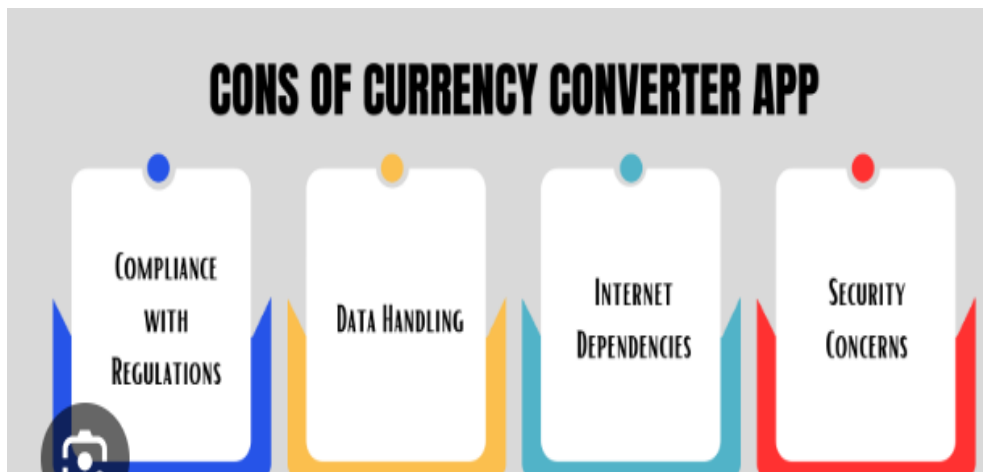 CONS OF CURRENCY CONVERTER APP
COMPLIANCE
WITH
REGULATIONS
DATA HANDLING
INTERNET
DEPENDENCIES
SECURITY
CONCERNS